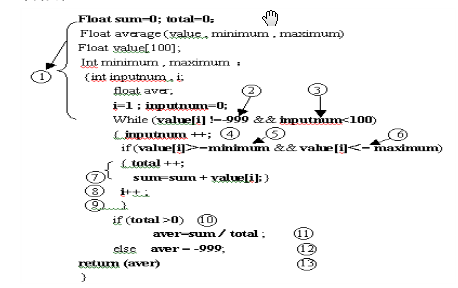 Float sum=0; total=0;
Float average (value , minimum , maximum)
Float value[100];
Int minimum , maximum ;
① {int inputnum , i;
float aver;
i=1 ; inputnum=0; ② ③
While (value[i] !=-999 && inputnum<100)
{ inputnum ++; ④ ⑤ ⑥
if (value[i]>=minimum && value[i]<= maximum)
⑦ { total ++;
sum=sum + value[i];}
⑧ i++ ;
⑨ }
if (total >0) ⑩
aver=sum / total ; ⑪
else aver = -999; ⑫
return (aver) ⑬
}